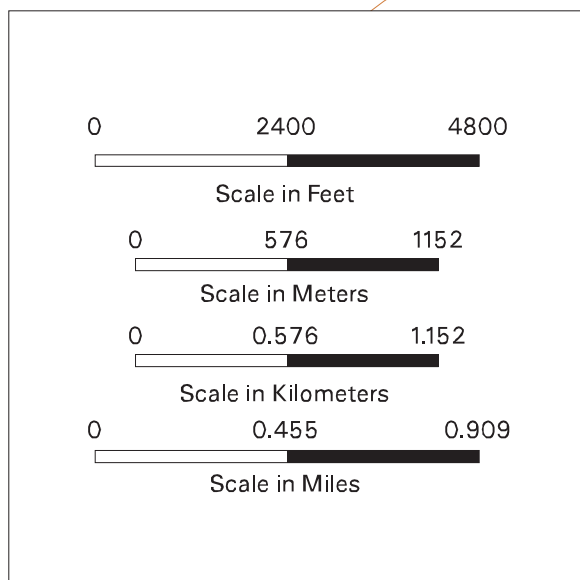 0 2400 4800
Scale in Feet
0 576 1152
Scale in Meters
0 0.576 1.152
Scale in Kilometers
0 0.455 0.909
Scale in Miles